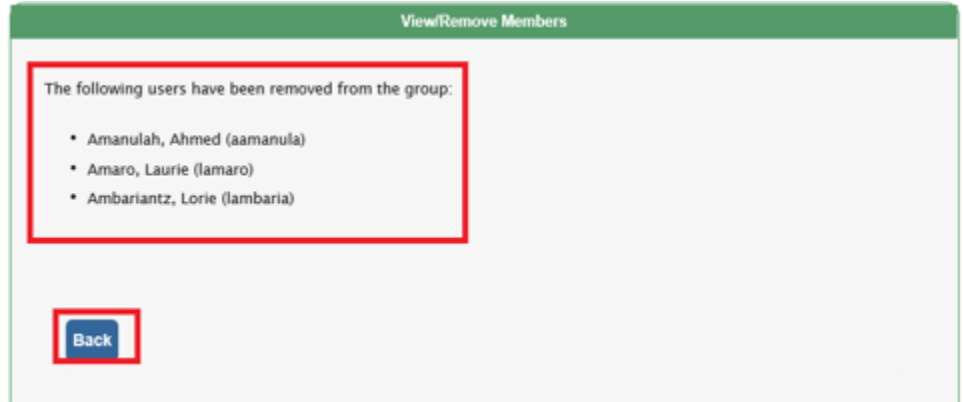 View/Remove Members
The following users have been removed from the group:
• Amanulah, Ahmed (aamanula)
• Amaro, Laurie (lamaro)
• Ambariantz, Lorie (lambaria)
Back